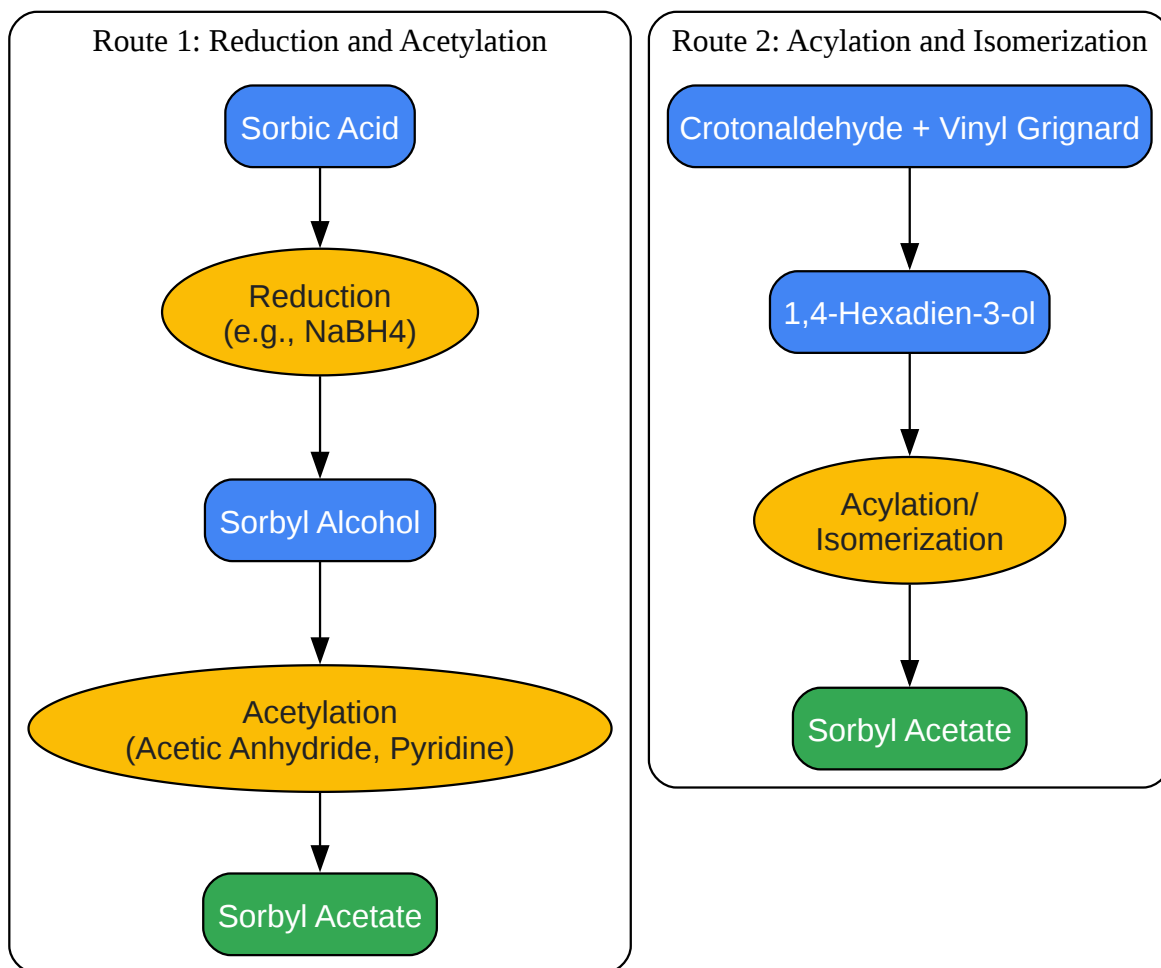 Route 1: Reduction and Acetylation
Sorbic Acid
Reduction
(e.g., NaBH4)
Sorbyl Alcohol
Acetylation
(Acetic Anhydride, Pyridine)
Sorbyl Acetate
Route 2: Acylation and Isomerization
Crotonaldehyde + Vinyl Grignard
1,4-Hexadien-3-ol
Acylation/
Isomerization
Sorbyl Acetate